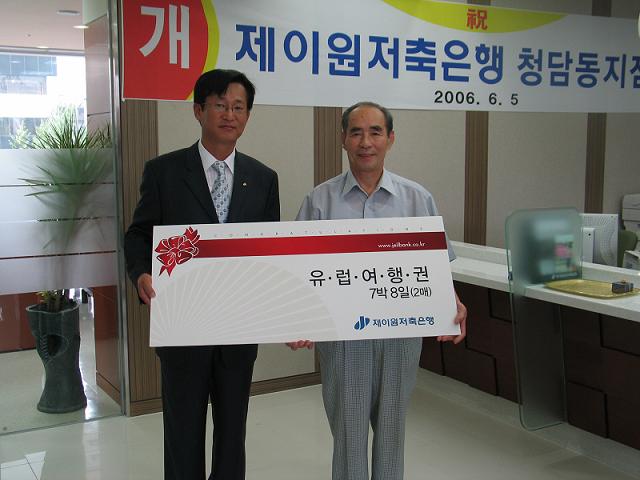 祝
개 제이원저축은행 청담동지점
2006. 6. 5
CONGRATULATIONS
www.jeilbank.co.kr
유·럽·여·행·권
7박 8일(2매)
제이원저축은행